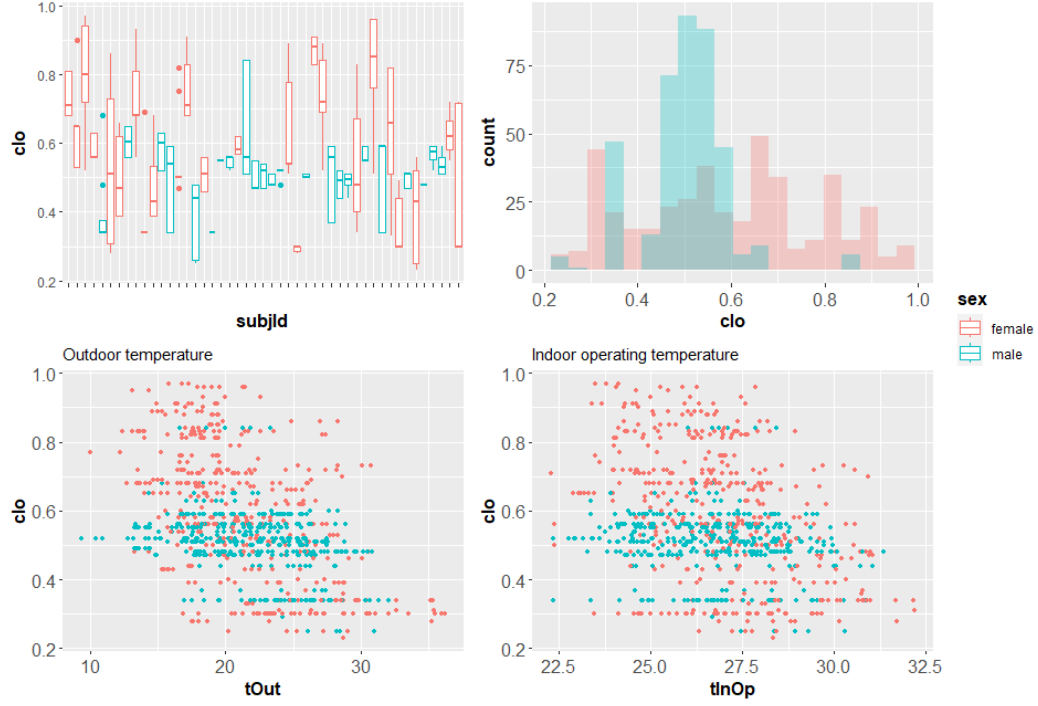 1.0
0.8
clo
0.6
0.4
0.2
subjId
75
count
50
25
0
0.2 0.4 0.6 0.8 1.0
clo
sex
female
male
Outdoor temperature
1.0
0.8
clo
0.6
0.4
0.2
10 20 30
tOut
Indoor operating temperature
1.0
0.8
clo
0.6
0.4
0.2
22.5 25.0 27.5 30.0 32.5
tInOp